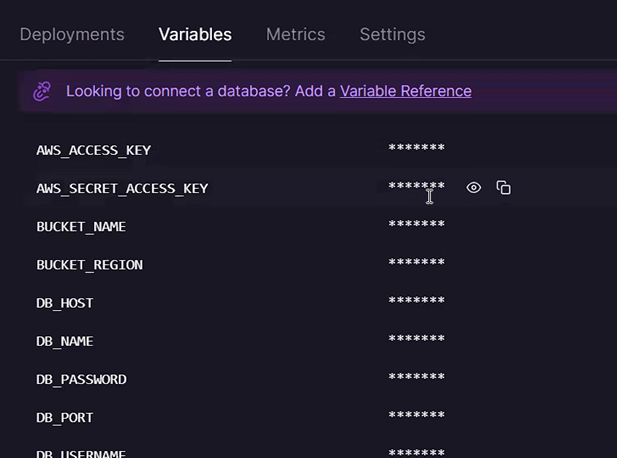 Deployments Variables Metrics Settings
Looking to connect a database? Add a Variable Reference
AWS_ACCESS_KEY *******
AWS_SECRET_ACCESS_KEY *******
BUCKET_NAME *******
BUCKET_REGION *******
DB_HOST *******
DB_NAME *******
DB_PASSWORD *******
DB_PORT *******
DB_USERNAME *******